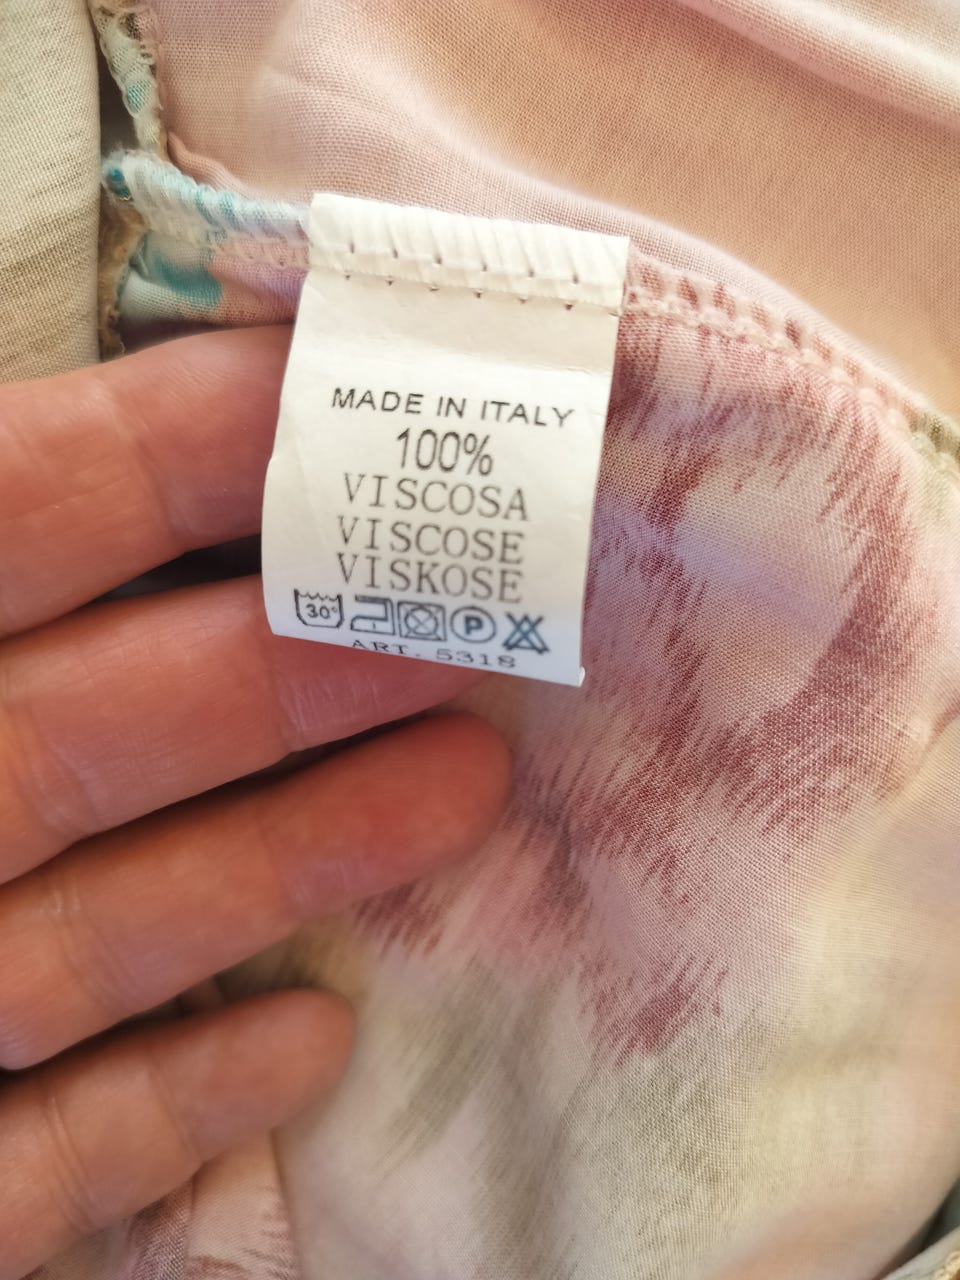 MADE IN ITALY
100%
VISCOSA
VISCOSE
VISKOSE
30° P
ART. 5318